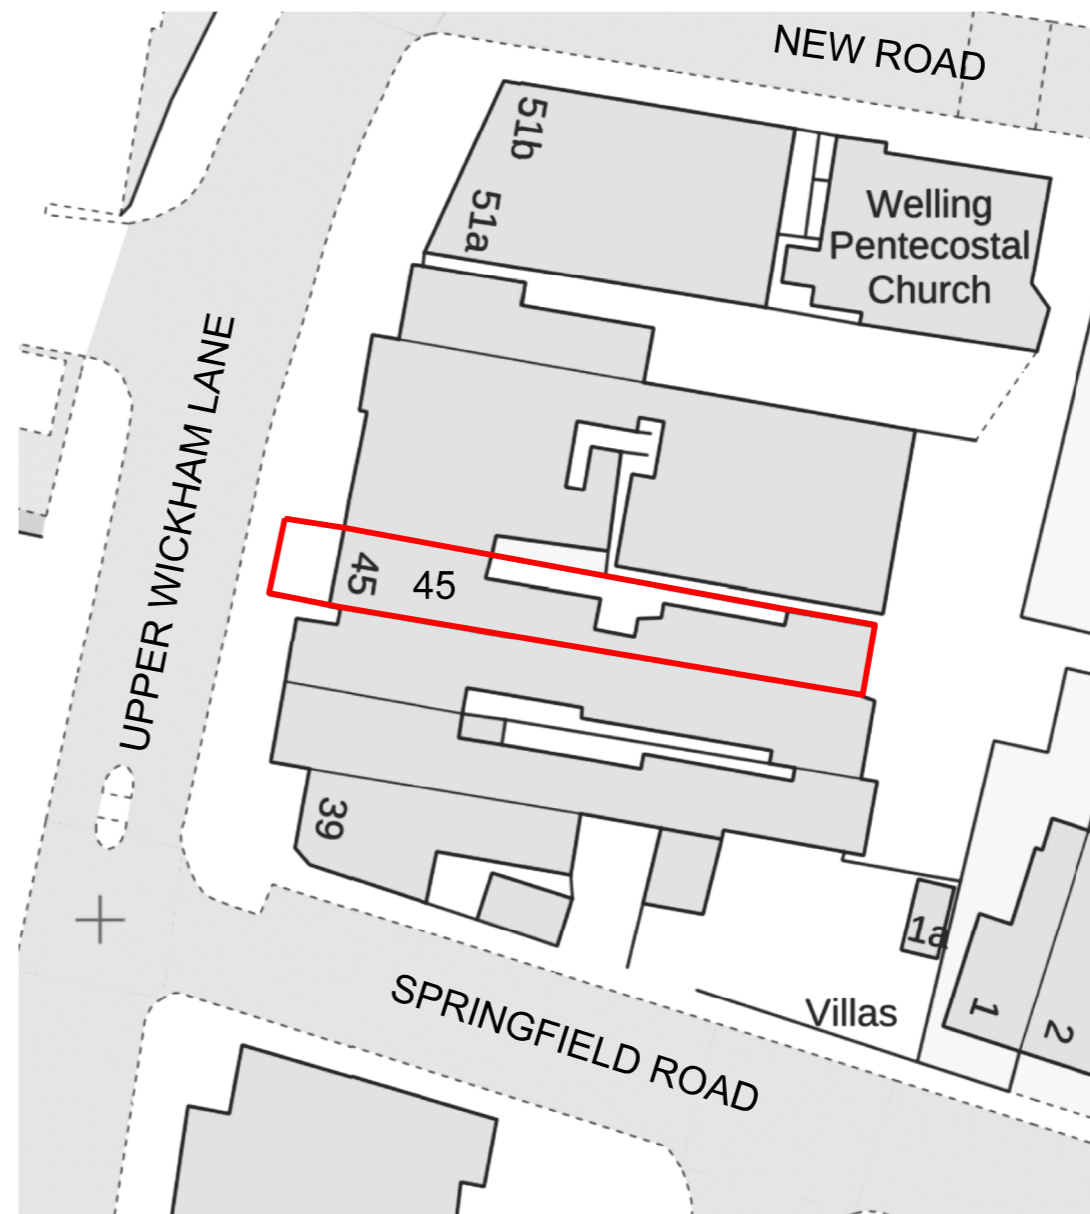 NEW ROAD
51b
51a
Welling
Pentecostal
Church
UPPER WICKHAM LANE
45
45
39
1a
SPRINGFIELD ROAD
Villas
1
2